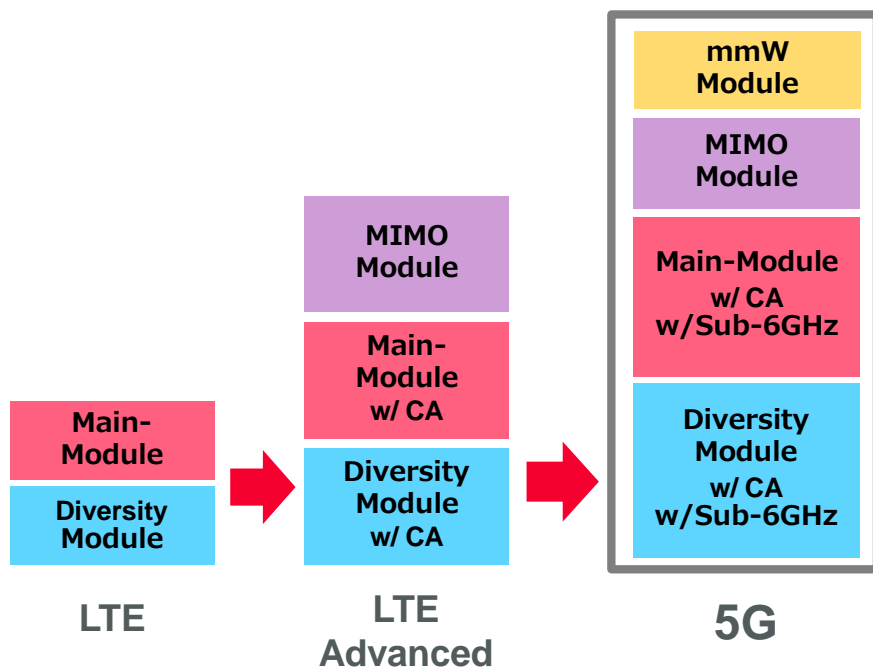 Main-
Module
Diversity
Module
LTE
MIMO
Module
Main-
Module
w/ CA
Diversity
Module
w/ CA
LTE
Advanced
mmW
Module
MIMO
Module
Main-Module
w/ CA
w/Sub-6GHz
Diversity
Module
w/ CA
w/Sub-6GHz
5G